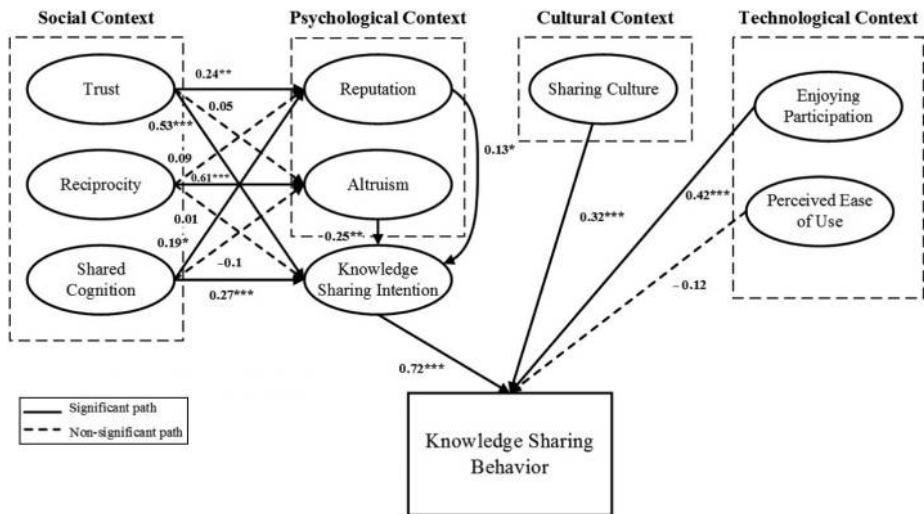 Social Context
Psychological Context
Cultural Context
Technological Context
Trust
0.24**
Reputation
Sharing Culture
Enjoying
Participation
0.05
0.53***
0.13*
0.09
Reciprocity
0.61***
Altruism
0.42***
Perceived Ease
of Use
0.01
0.32***
0.19*
−0.25**
Shared
Cognition
−0.1
0.27***
Knowledge
Sharing Intention
−0.12
0.72***
Significant path
Non-significant path
Knowledge Sharing
Behavior